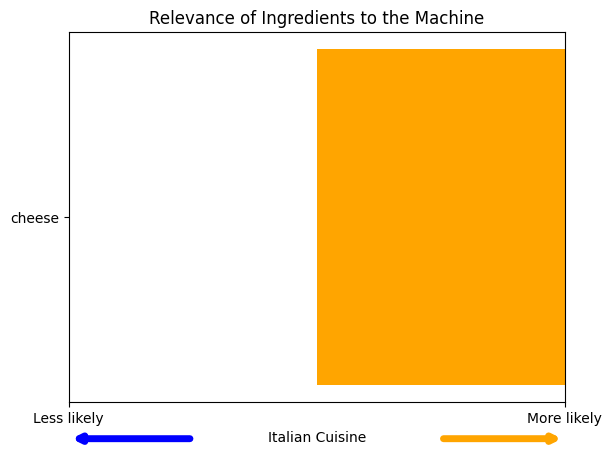 Relevance of Ingredients to the Machine
cheese
Less likely
More likely
Italian Cuisine